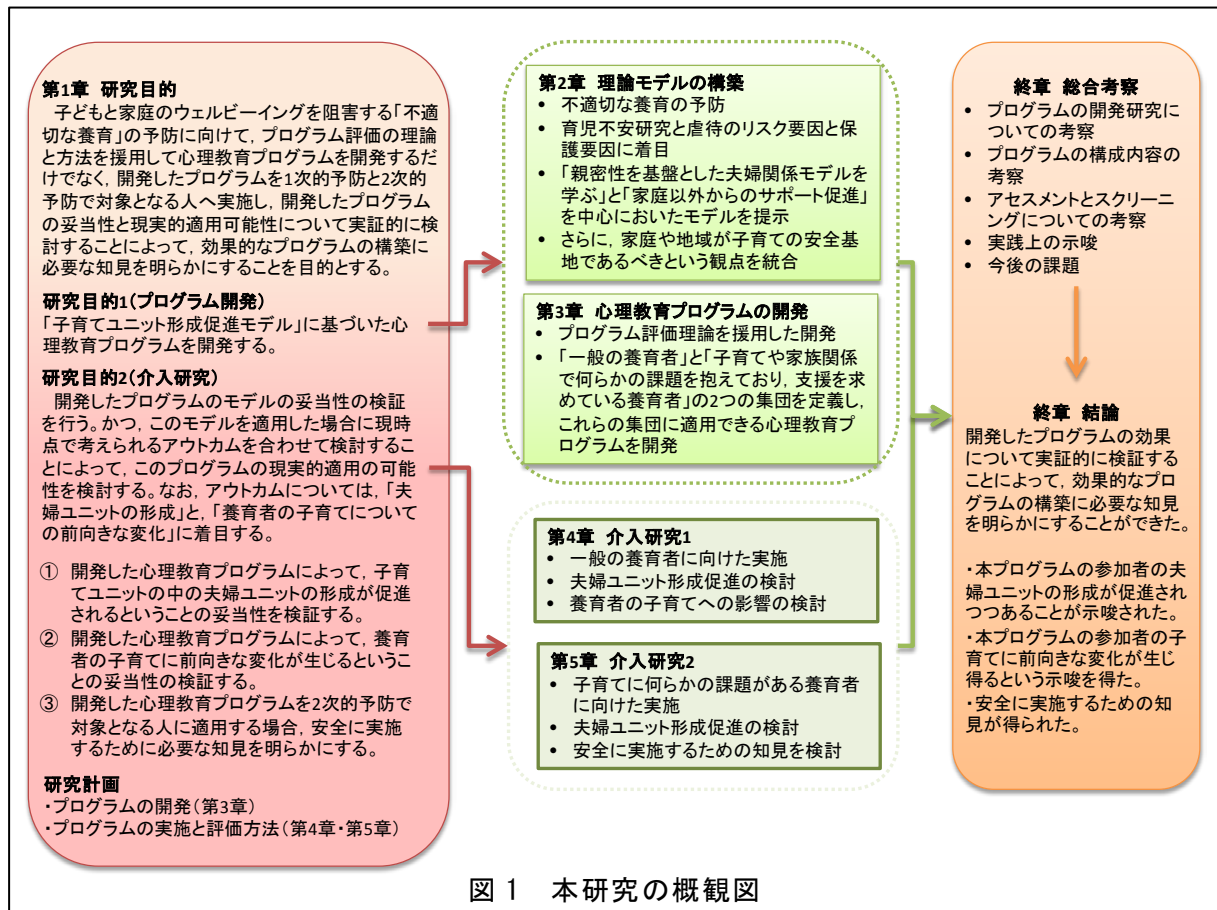 第1章 研究目的
子どもと家庭のウェルビーイングを阻害する「不適
切な養育」の予防に向けて，プログラム評価の理論
と方法を援用して心理教育プログラムを開発するだ
けでなく，開発したプログラムを1次的予防と2次的
予防で対象となる人へ実施し，開発したプログラム
の妥当性と現実的適用可能性について実証的に検
討することによって，効果的なプログラムの構築に
必要な知見を明らかにすることを目的とする。
研究目的1（プログラム開発）
「子育てユニット形成促進モデル」に基づいた心
理教育プログラムを開発する。
研究目的2（介入研究）
開発したプログラムのモデルの妥当性の検証
を行う。かつ，このモデルを適用した場合に現時
点で考えられるアウトカムを合わせて検討するこ
とによって，このプログラムの現実的適用の可能
性を検討する。なお，アウトカムについては，「夫
婦ユニットの形成」と，「養育者の子育てについて
の前向きな変化」に着目する。
① 開発した心理教育プログラムによって，子育
てユニットの中の夫婦ユニットの形成が促進
されるということの妥当性を検証する。
② 開発した心理教育プログラムによって，養育
者の子育てに前向きな変化が生じるというこ
との妥当性の検証する。
③ 開発した心理教育プログラムを2次的予防で
対象となる人に適用する場合，安全に実施
するために必要な知見を明らかにする。
研究計画
・プログラムの開発（第3章）
・プログラムの実施と評価方法（第4章・第5章）
第2章 理論モデルの構築
• 不適切な養育の予防
• 育児不安研究と虐待のリスク要因と保
護要因に着目
• 「親密性を基盤とした夫婦関係モデルを
学ぶ」と「家庭以外からのサポート促進」
を中心においたモデルを提示
• さらに，家庭や地域が子育ての安全基
地であるべきという観点を統合
第3章 心理教育プログラムの開発
• プログラム評価理論を援用した開発
• 「一般の養育者」と「子育てや家族関係
で何らかの課題を抱えており，支援を求
めている養育者」の2つの集団を定義し，
これらの集団に適用できる心理教育プ
ログラムを開発
第4章 介入研究1
• 一般の養育者に向けた実施
• 夫婦ユニット形成促進の検討
• 養育者の子育てへの影響の検討
第5章 介入研究2
• 子育てに何らかの課題がある養育者
に向けた実施
• 夫婦ユニット形成促進の検討
• 安全に実施するための知見を検討
終章 総合考察
• プログラムの開発研究に
ついての考察
• プログラムの構成内容の
考察
• アセスメントとスクリーニ
ングについての考察
• 実践上の示唆
• 今後の課題
終章 結論
開発したプログラムの効果
について実証的に検証する
ことによって，効果的なプロ
グラムの構築に必要な知見
を明らかにすることができた。
・本プログラムの参加者の夫
婦ユニットの形成が促進され
つつあることが示唆された。
・本プログラムの参加者の子
育てに前向きな変化が生じ
得るという示唆を得た。
・安全に実施するための知
見が得られた。
図1 本研究の概観図